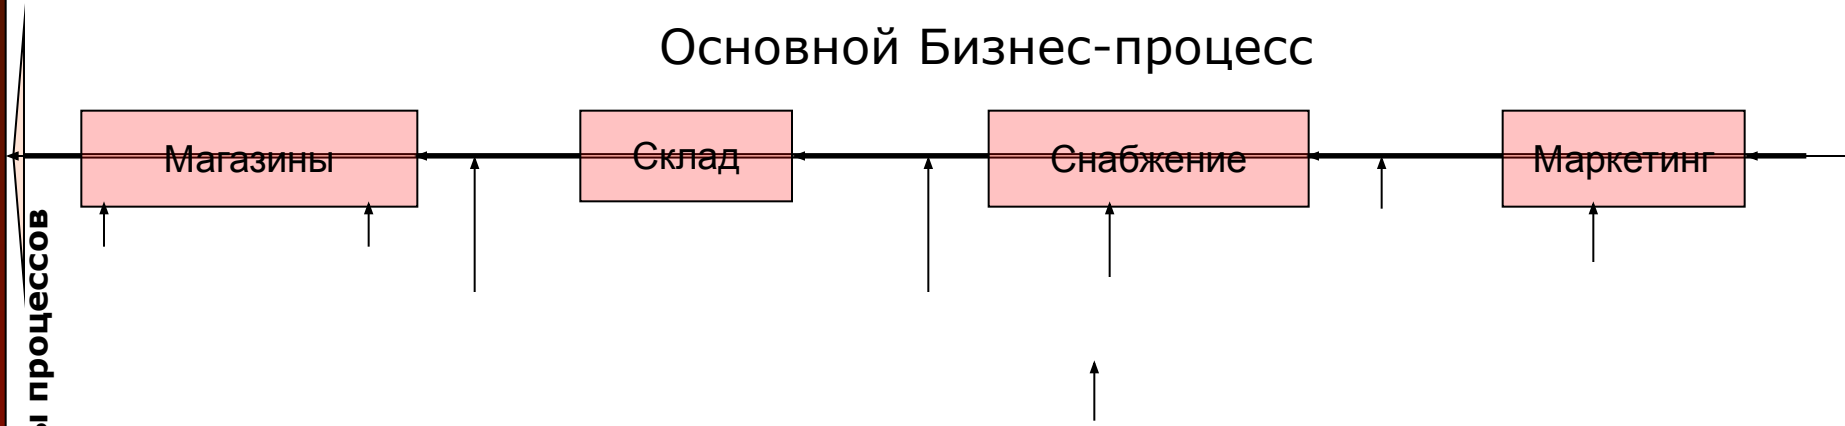 Основной Бизнес-процесс
Магазины
Склад
Снабжение
Маркетинг
процессов